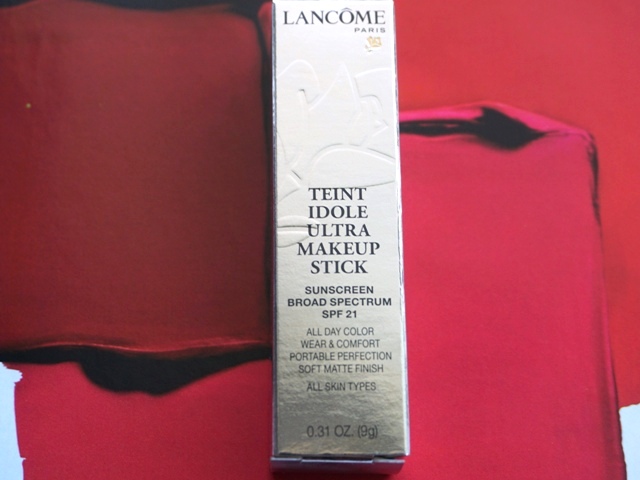 LANCÔME
PARIS
TEINT
IDOLE
ULTRA
MAKEUP
STICK
SUNSCREEN
BROAD SPECTRUM
SPF 21
ALL DAY COLOR
WEAR & COMFORT
PORTABLE PERFECTION
SOFT MATTE FINISH
ALL SKIN TYPES
0.31 OZ. (9g)